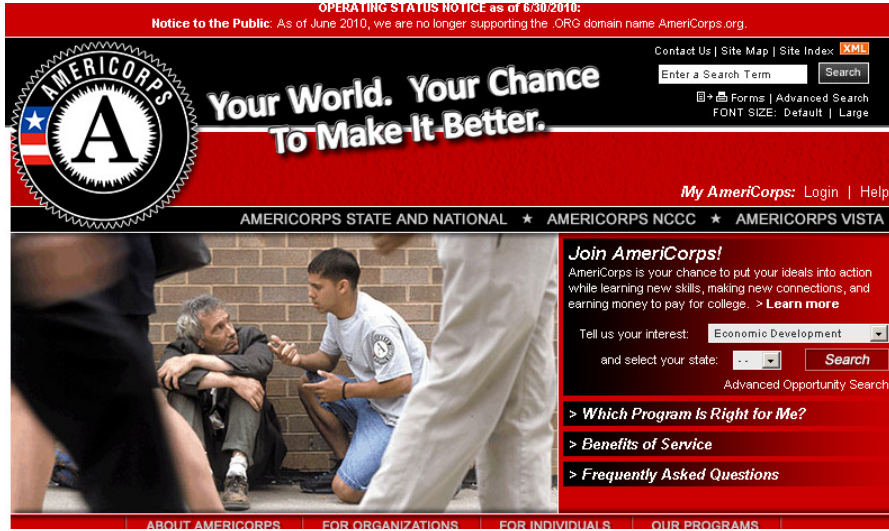 OPERATING STATUS NOTICE as of 6/30/2010:
Notice to the Public: As of June 2010, we are no longer supporting the .ORG domain name AmeriCorps.org.
AMERICORPS
A
Your World. Your Chance
To Make It Better.
Contact Us | Site Map | Site Index XML
Enter a Search Term Search
Forms | Advanced Search
FONT SIZE: Default | Large
My AmeriCorps: Login | Help
AMERICORPS STATE AND NATIONAL ★ AMERICORPS NCCC ★ AMERICORPS VISTA
Join AmeriCorps!
AmeriCorps is your chance to put your ideals into action
while learning new skills, making new connections, and
earning money to pay for college. > Learn more
Tell us your interest: Economic Development
and select your state: -- Search
Advanced Opportunity Search
> Which Program Is Right for Me?
> Benefits of Service
> Frequently Asked Questions
A
ABOUT AMERICORPS | FOR ORGANIZATIONS | FOR INDIVIDUALS | OUR PROGRAMS